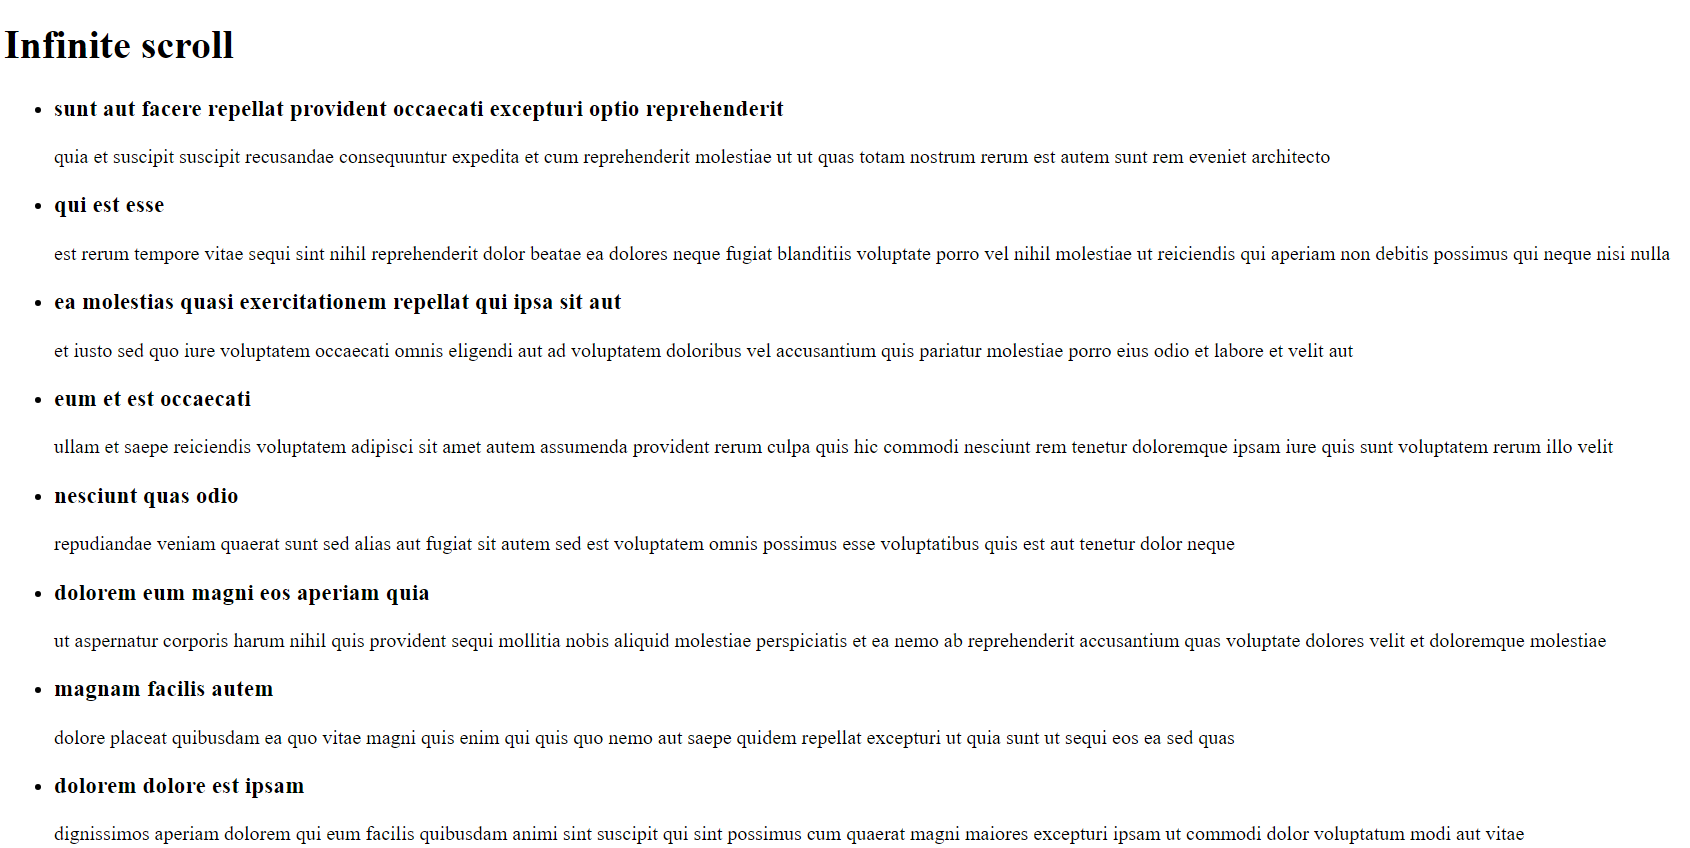 Infinite scroll
sunt aut facere repellat provident occaecati excepturi optio reprehenderit
quia et suscipit suscipit recusandae consequuntur expedita et cum reprehenderit molestiae ut ut quas totam nostrum rerum est autem sunt rem eveniet architecto
qui est esse
est rerum tempore vitae sequi sint nihil reprehenderit dolor beatae ea dolores neque fugiat blanditiis voluptate porro vel nihil molestiae ut reiciendis qui aperiam non debitis possimus qui neque nisi nulla
ea molestias quasi exercitationem repellat qui ipsa sit aut
et iusto sed quo iure voluptatem occaecati omnis eligendi aut ad voluptatem doloribus vel accusantium quis pariatur molestiae porro eius odio et labore et velit aut
eum et est occaecati
ullam et saepe reiciendis voluptatem adipisci sit amet autem assumenda provident rerum culpa quis hic commodi nesciunt rem tenetur doloremque ipsam iure quis sunt voluptatem rerum illo velit
nesciunt quas odio
repudiandae veniam quaerat sunt sed alias aut fugiat sit autem sed est voluptatem omnis possimus esse voluptatibus quis est aut tenetur dolor neque
dolorem eum magni eos aperiam quia
ut aspernatur corporis harum nihil quis provident sequi mollitia nobis aliquid molestiae perspiciatis et ea nemo ab reprehenderit accusantium quas voluptate dolores velit et doloremque molestiae
magnam facilis autem
dolore placeat quibusdam ea quo vitae magni quis enim qui quis quo nemo aut saepe quidem repellat excepturi ut quia sunt ut sequi eos ea sed quas
dolorem dolore est ipsam
dignissimos aperiam dolorem qui eum facilis quibusdam animi sint suscipit qui sint possimus cum quaerat magni maiores excepturi ipsam ut commodi dolor voluptatum modi aut vitae